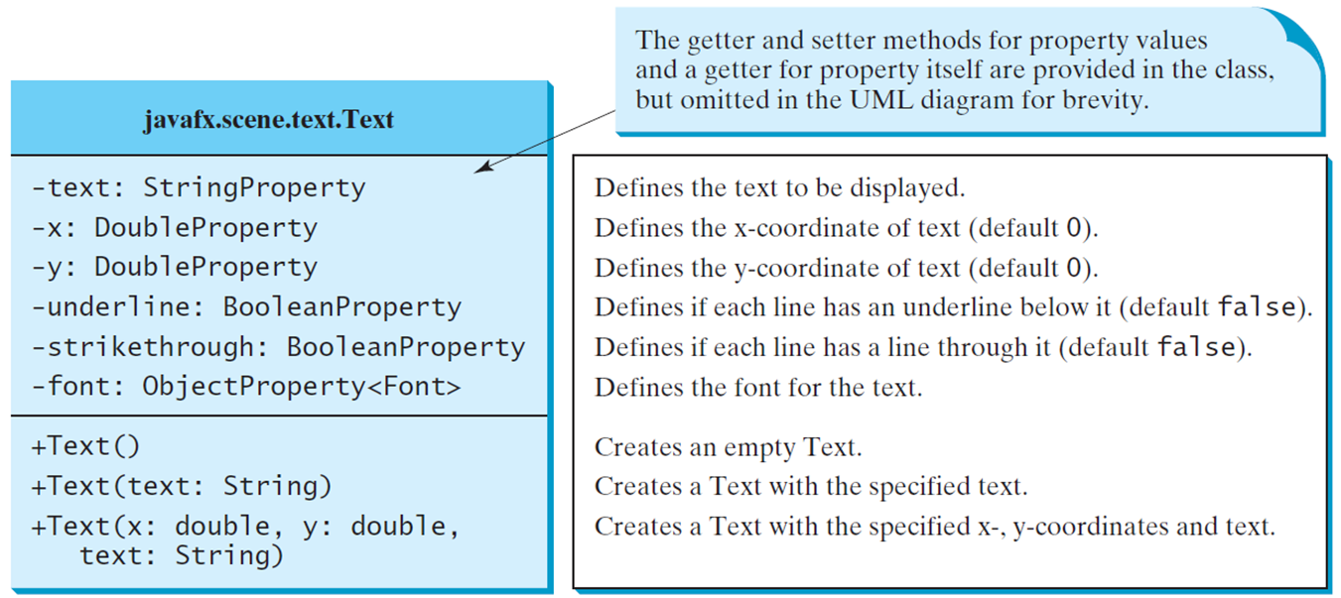 The getter and setter methods for property values
and a getter for property itself are provided in the class,
but omitted in the UML diagram for brevity.
javafx.scene.text.Text
-text: StringProperty
-x: DoubleProperty
-y: DoubleProperty
-underline: BooleanProperty
-strikethrough: BooleanProperty
-font: ObjectProperty<Font>
+Text()
+Text(text: String)
+Text(x: double, y: double,
text: String)
Defines the text to be displayed.
Defines the x-coordinate of text (default 0).
Defines the y-coordinate of text (default 0).
Defines if each line has an underline below it (default false).
Defines if each line has a line through it (default false).
Defines the font for the text.
Creates an empty Text.
Creates a Text with the specified text.
Creates a Text with the specified x-, y-coordinates and text.